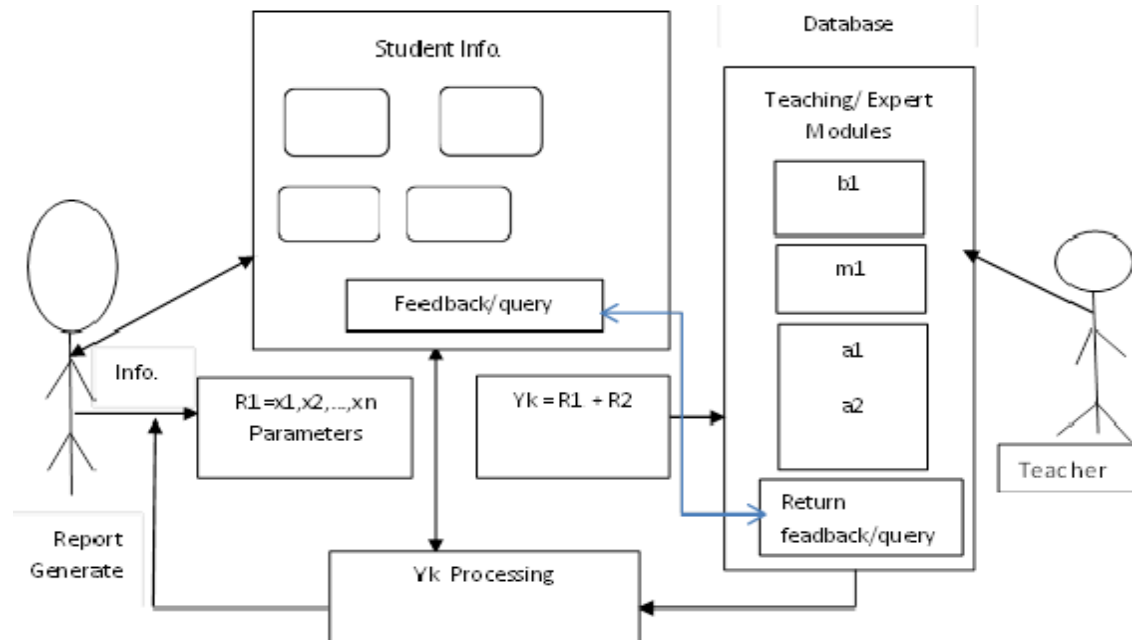 Database
Student Info.
Teaching/ Expert
Modules
b1
m1
Feedback/query
a1
a2
Info.
R1=x1,x2,...,xn
Parameters
Yk = R1 + R2
Teacher
Return
feadback/query
Report
Generate
Yk Processing